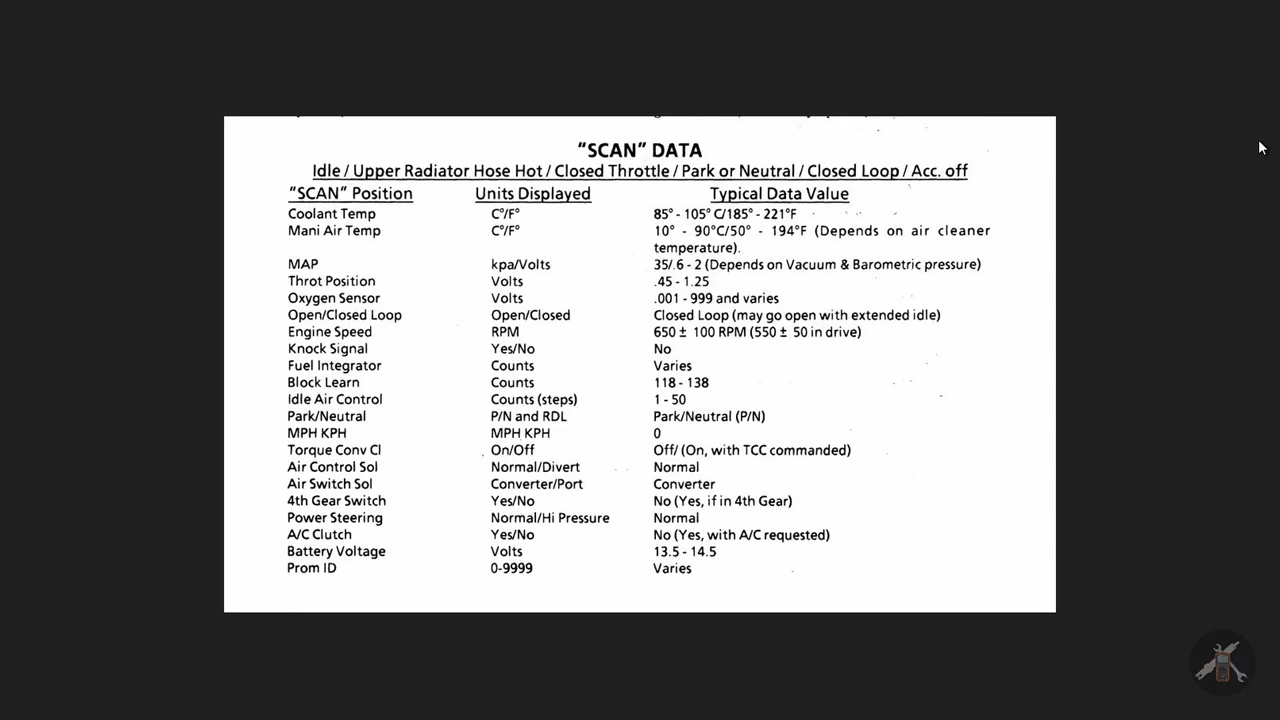 "SCAN" DATA
Idle / Upper Radiator Hose Hot / Closed Throttle / Park or Neutral / Closed Loop / Acc. off
"SCAN" Position Units Displayed Typical Data Value
Coolant Temp C°/F° 85° - 105° C/185° - 221°F
Mani Air Temp C°/F° 10° - 90°C/50° - 194°F (Depends on air cleaner
temperature).
MAP kpa/Volts 35/.6 - 2 (Depends on Vacuum & Barometric pressure)
Throt Position Volts .45 - 1.25
Oxygen Sensor Volts .001 - 999 and varies
Open/Closed Loop Open/Closed Closed Loop (may go open with extended idle)
Engine Speed RPM 650 ± 100 RPM (550 ± 50 in drive)
Knock Signal Yes/No No
Fuel Integrator Counts Varies
Block Learn Counts 118 - 138
Idle Air Control Counts (steps) 1 - 50
Park/Neutral P/N and RDL Park/Neutral (P/N)
MPH KPH MPH KPH 0
Torque Conv Cl On/Off Off/ (On, with TCC commanded)
Air Control Sol Normal/Divert Normal
Air Switch Sol Converter/Port Converter
4th Gear Switch Yes/No No (Yes, if in 4th Gear)
Power Steering Normal/Hi Pressure Normal
A/C Clutch Yes/No No (Yes, with A/C requested)
Battery Voltage Volts 13.5 - 14.5
Prom ID 0-9999 Varies